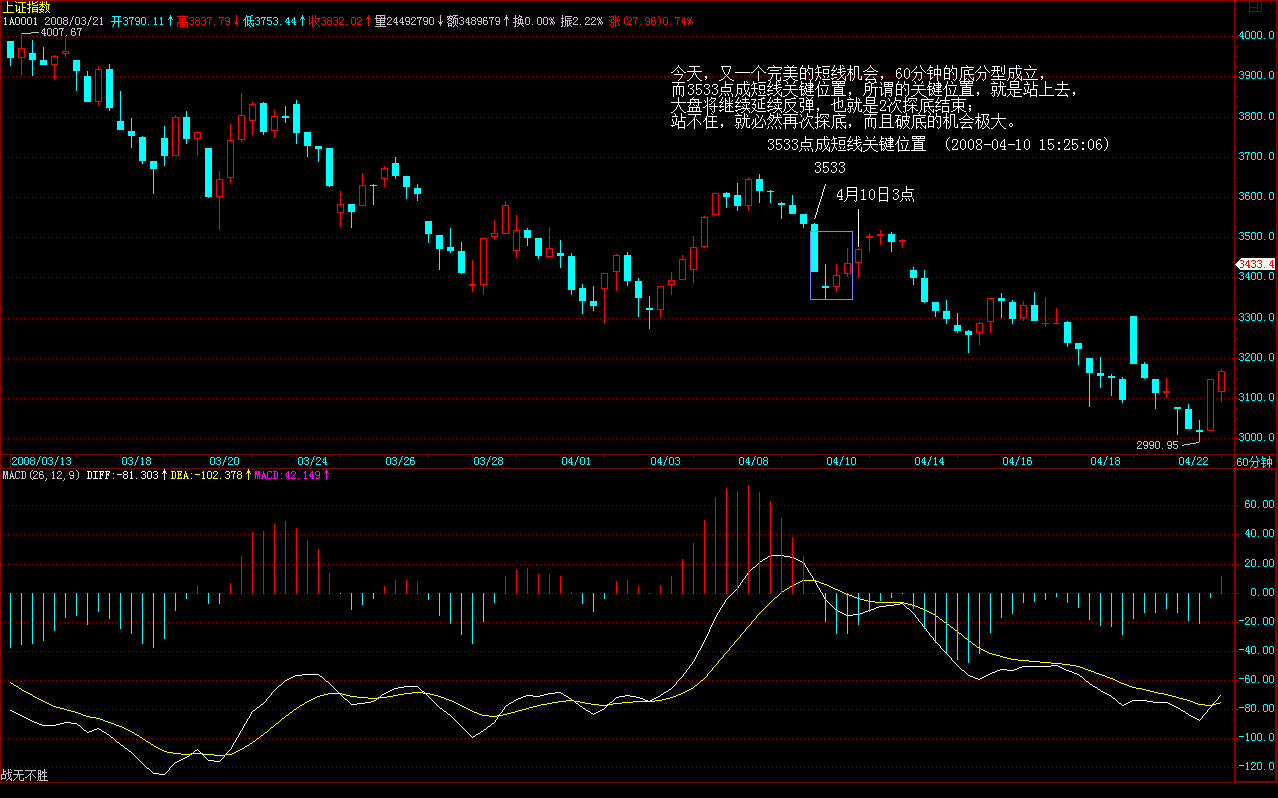 上证指数
1A0001 2008/03/21 开3790.11↑高3837.79↓低3753.44↑收3832.02↑量24492790↓额3489679↑换0.00% 振2.22% 涨(27.98)0.74%
4007.67
今天，又一个完美的短线机会，60分钟的底分型成立，
而3533点成短线关键位置，所谓的关键位置，就是站上去，
大盘将继续延续反弹，也就是2次探底结束；
站不住，就必然再次探底，而且破底的机会极大。
3533点成短线关键位置 （2008-04-10 15:25:06）
3533
4月10日3点
4000.0
3900.0
3800.0
3700.0
3600.0
3500.0
3433.4
3400.0
3300.0
3200.0
3100.0
3000.0
2990.95
2008/03/13 03/18 03/20 03/24 03/26 03/28 04/01 04/03 04/08 04/10 04/14 04/16 04/18 04/22 60分钟
MACD(26,12,9) DIFF:-81.303↑DEA:-102.378↑MACD:42.149↑
60.00
40.00
20.00
0.00
-20.00
-40.00
-60.00
-80.00
-100.0
-120.0
战无不胜